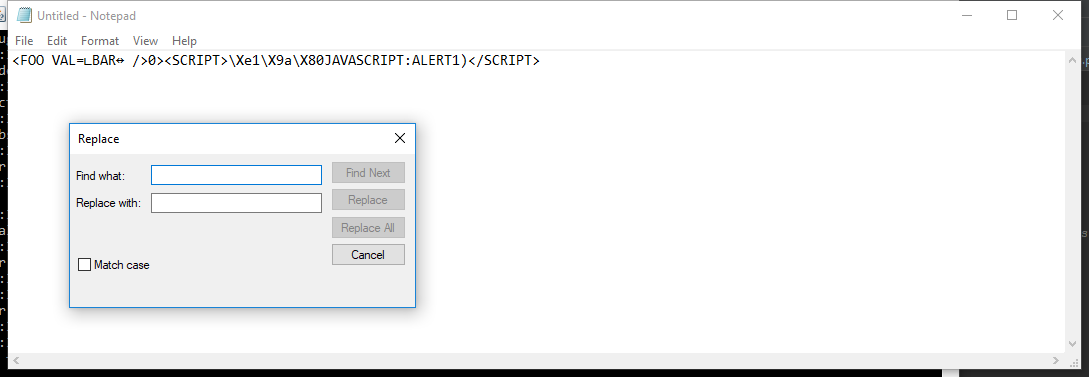 Untitled - Notepad
File Edit Format View Help
<FOO VAL=∟BAR↔ />0><SCRIPT>\Xe1\X9a\X80JAVASCRIPT:ALERT1)</SCRIPT>
Replace
Find what:
Find Next
Replace with:
Replace
Replace All
Cancel
Match case